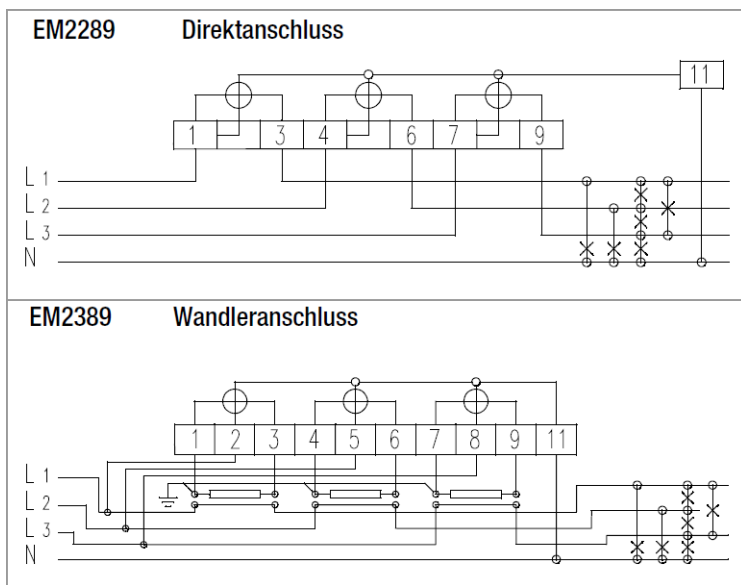 EM2289 Direktanschluss
11
1 3 4 6 7 9
L 1
L 2
L 3
N
EM2389 Wandleranschluss
1 2 3 4 5 6 7 8 9 11
L 1
L 2
L 3
N